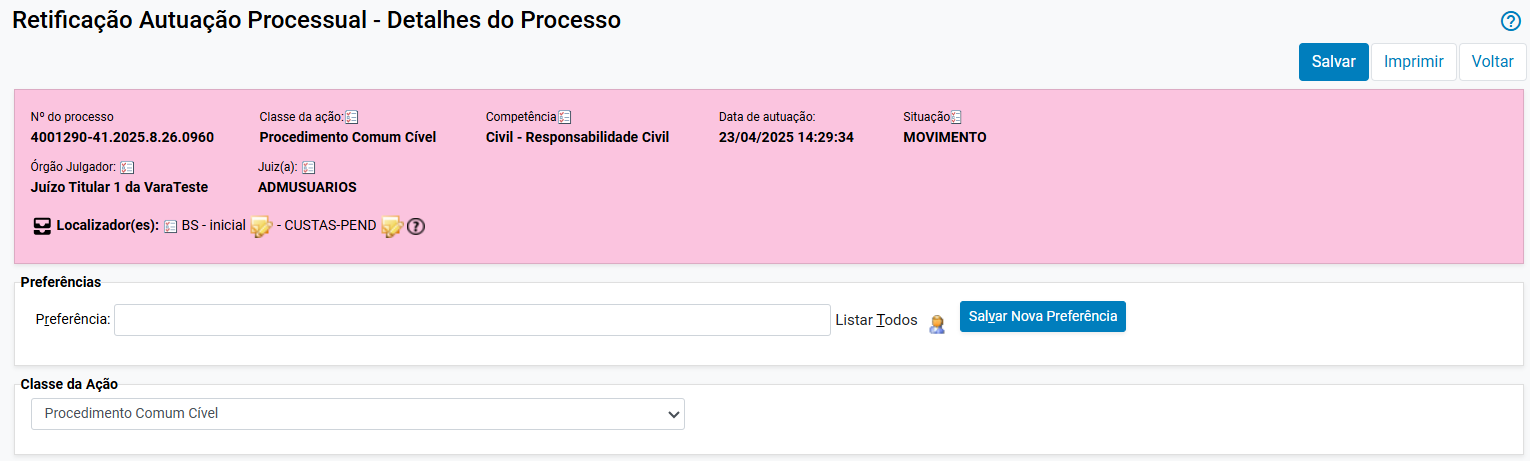 Retificação Autuação Processual - Detalhes do Processo
?
Salvar Imprimir Voltar
Nº do processo Classe da ação: Competência Data de autuação: Situação
4001290-41.2025.8.26.0960 Procedimento Comum Cível Civil - Responsabilidade Civil 23/04/2025 14:29:34 MOVIMENTO
Órgão Julgador: Juiz(a):
Juízo Titular 1 da VaraTeste ADMUSUARIOS
Localizador(es): BS - inicial - CUSTAS-PEND ?
Preferências
Preferência: Listar Todos Salvar Nova Preferência
Classe da Ação
Procedimento Comum Cível